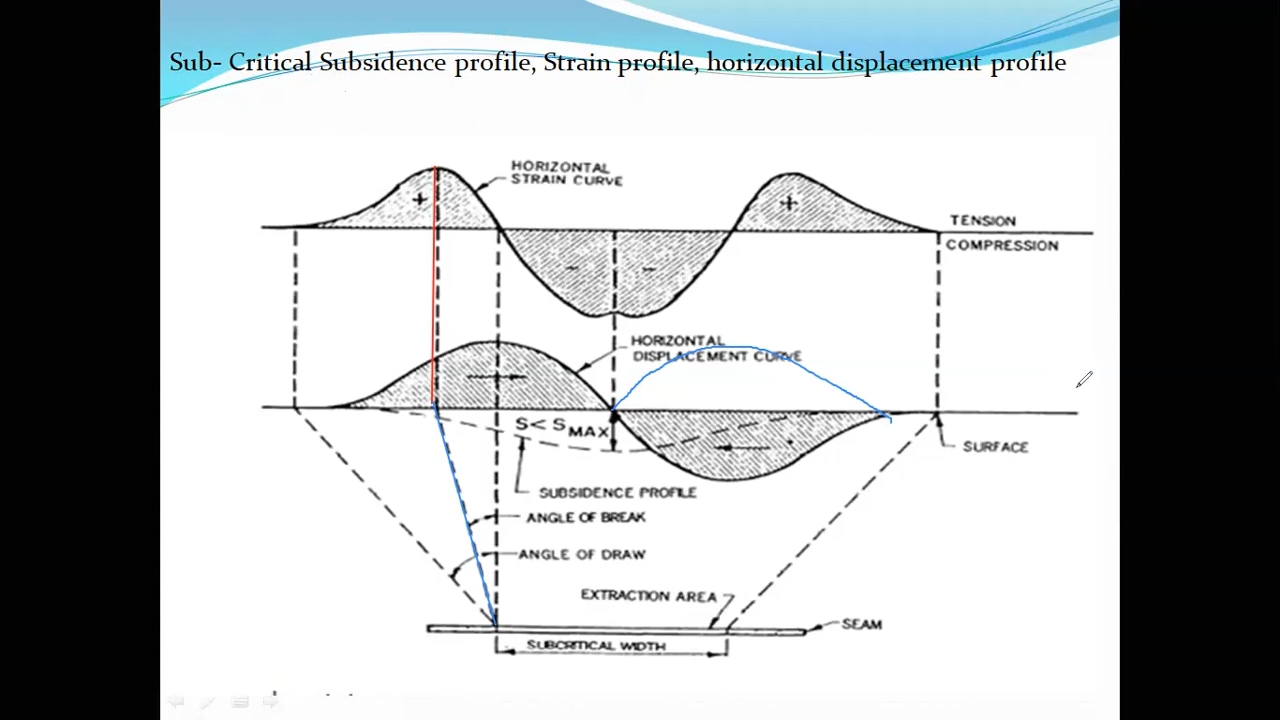 Sub- Critical Subsidence profile, Strain profile, horizontal displacement profile
HORIZONTAL
STRAIN CURVE
+
+
TENSION
COMPRESSION
-
-
HORIZONTAL
DISPLACEMENT CURVE
S< S MAX
SURFACE
SUBSIDENCE PROFILE
ANGLE OF BREAK
ANGLE OF DRAW
EXTRACTION AREA
SEAM
SUBCRITICAL WIDTH